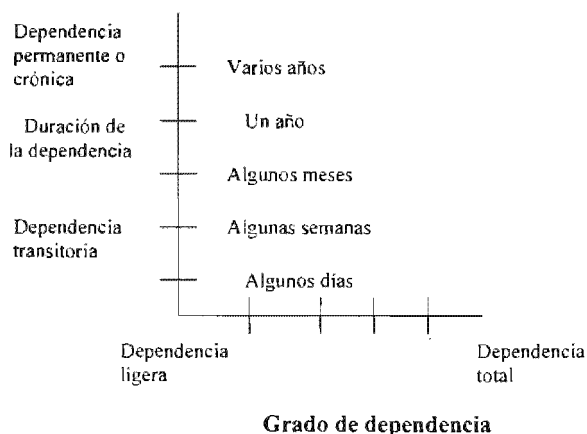 Dependencia
permanente o
crónica
Varios años
Un año
Duración de
la dependencia
Algunos meses
Dependencia
transitoria
Algunas semanas
Algunos días
Dependencia
ligera
Dependencia
total
Grado de dependencia